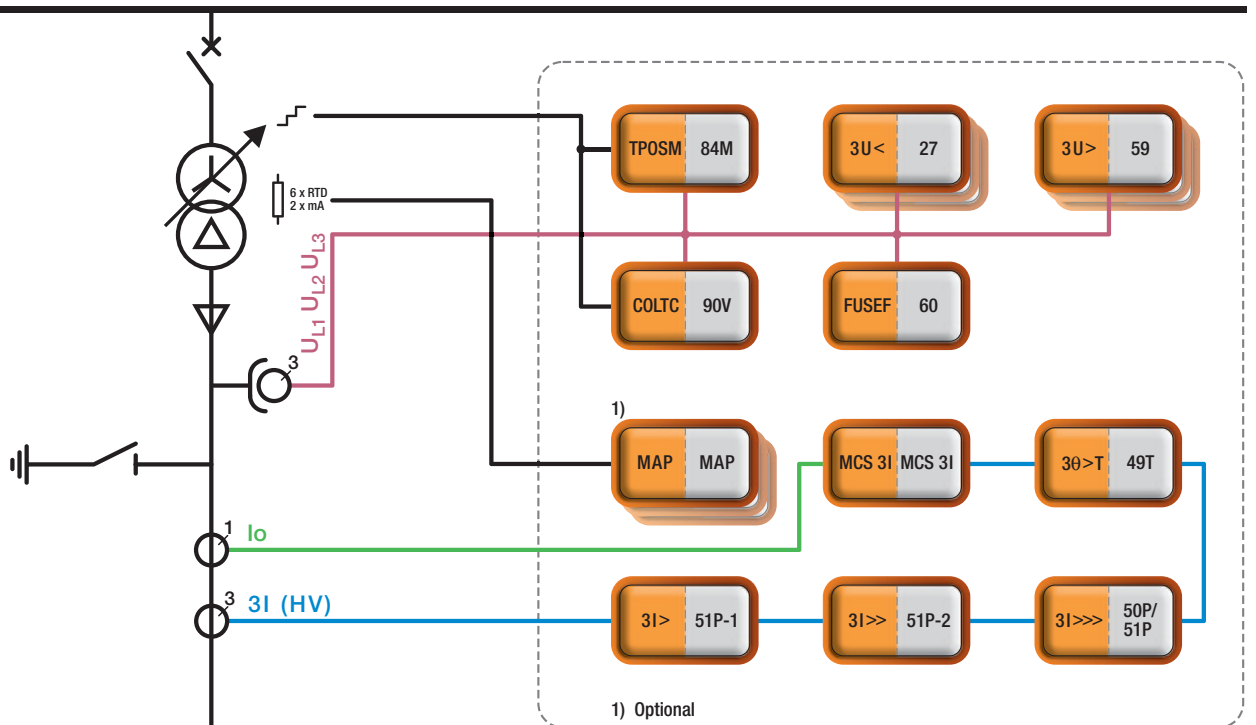 TPOSM 84M
3U< 27
3U> 59
6 x RTD
2 x mA
UL1 UL2 UL3
COLTC 90V
FUSEF 60
3
1)
MAP MAP
MCS 3I MCS 3I
3θ>T 49T
1
Io
3
3I (HV)
3I> 51P-1
3I>> 51P-2
3I>>> 50P/
51P
1) Optional